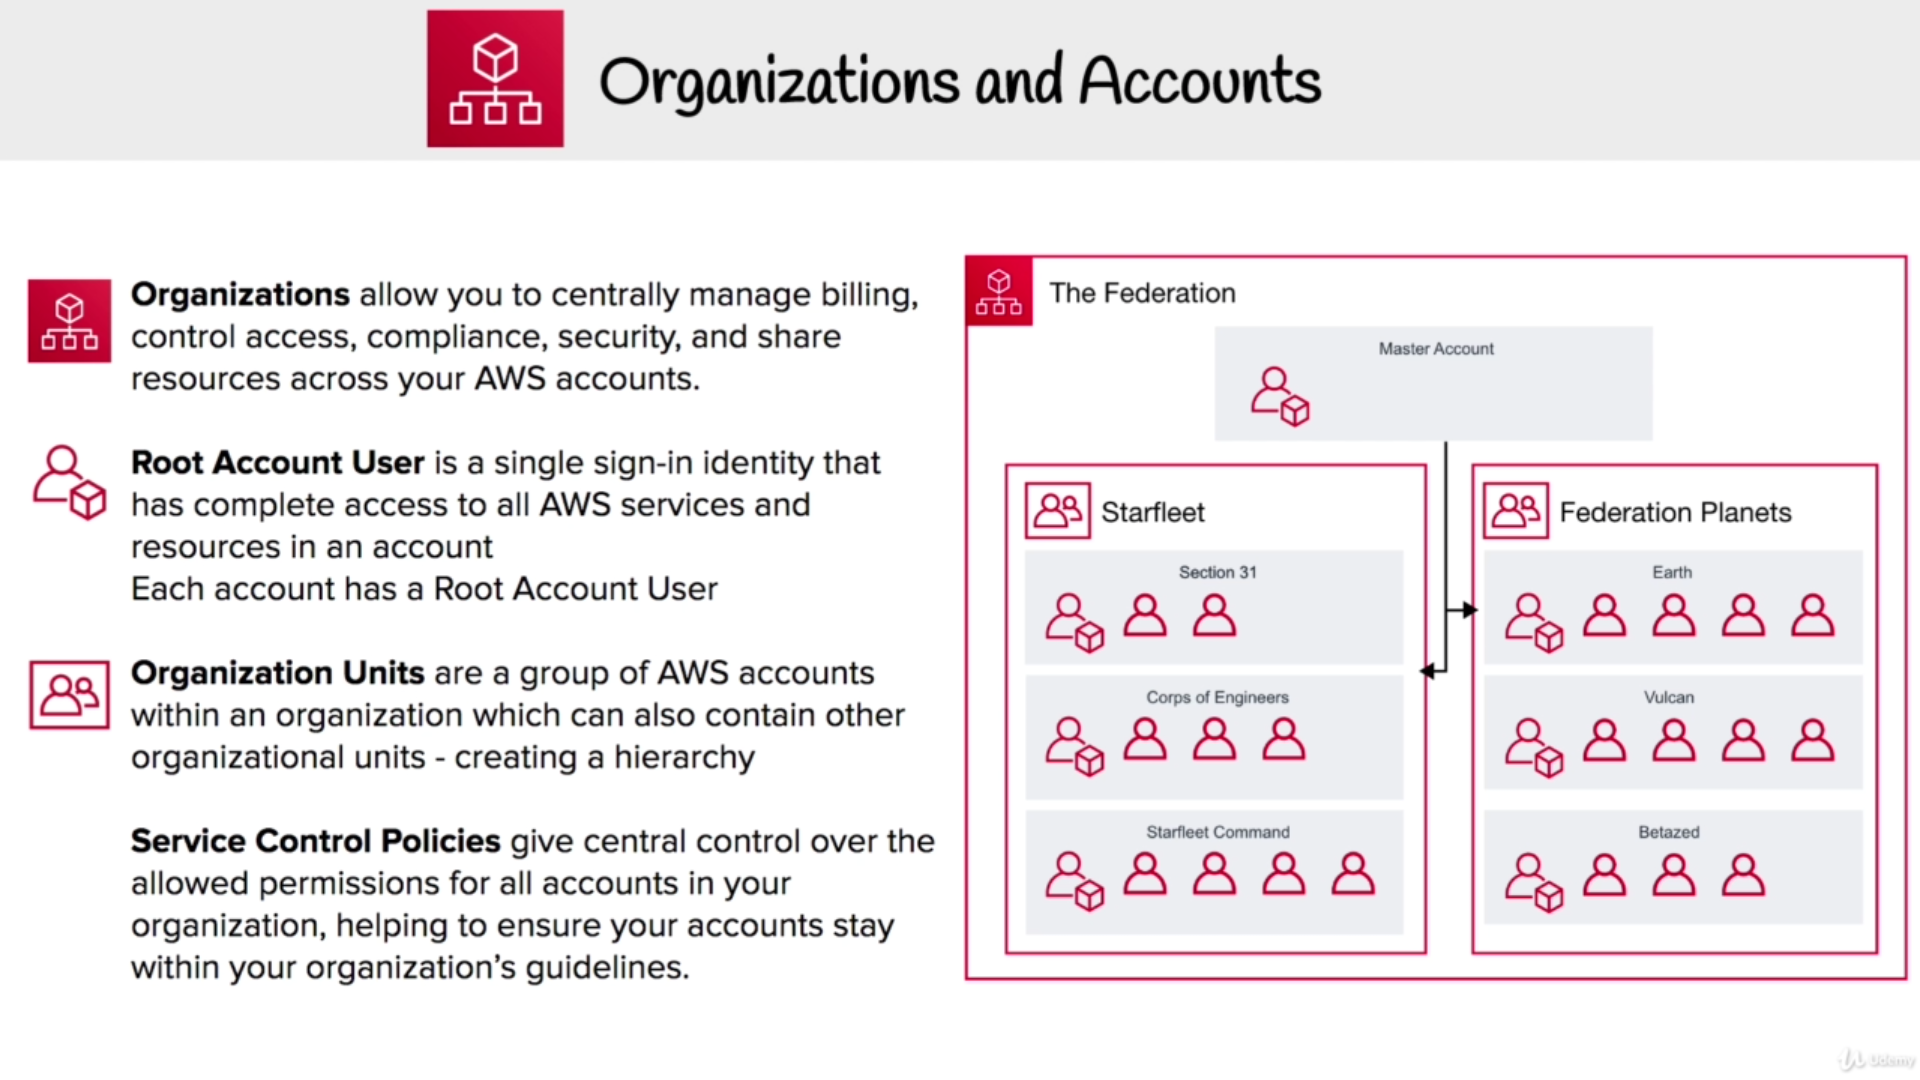 Organizations and Accounts
Organizations allow you to centrally manage billing,
control access, compliance, security, and share
resources across your AWS accounts.
Root Account User is a single sign-in identity that
has complete access to all AWS services and
resources in an account
Each account has a Root Account User
Organization Units are a group of AWS accounts
within an organization which can also contain other
organizational units - creating a hierarchy
Service Control Policies give central control over the
allowed permissions for all accounts in your
organization, helping to ensure your accounts stay
within your organization’s guidelines.
The Federation
Master Account
Starfleet
Section 31
Corps of Engineers
Starfleet Command
Federation Planets
Earth
Vulcan
Betazed
Udemy